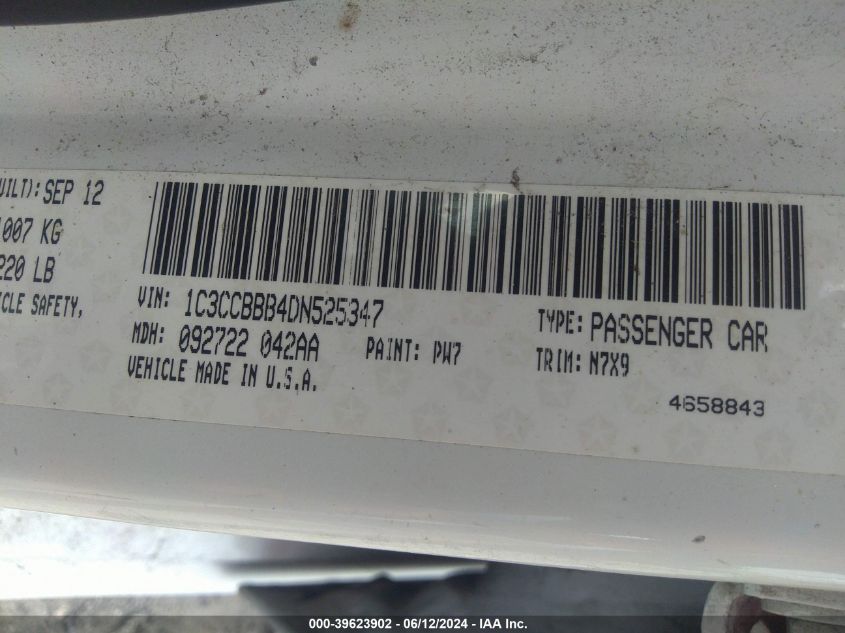 UILT): SEP 12
1007 KG
220 LB
ICLE SAFETY,
VIN: 1C3CCBBB4DN525347
TYPE: PASSENGER CAR
MDH: 092722 042AA
PAINT: PW7
TRIM: N7X9
VEHICLE MADE IN U.S.A.
4658843
000-39623902 - 06/12/2024 - IAA Inc.